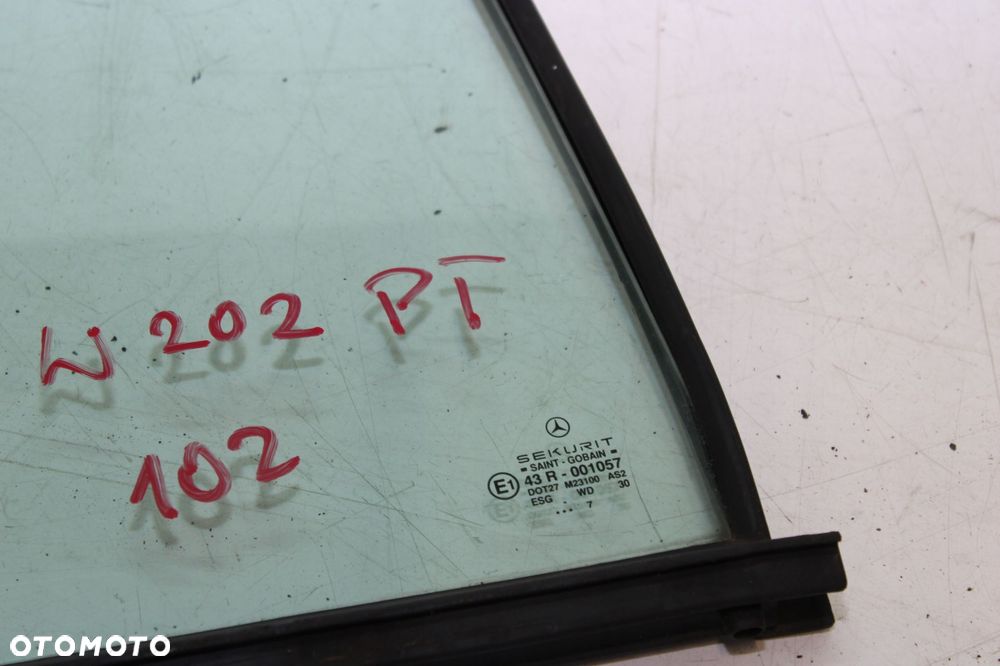 W 202 PT
102
SEKURIT
SAINT - GOBAIN
E1 43 R - 001057
DOT27 M23100 AS2
ESG WD 30
... 7
OTOMOTO